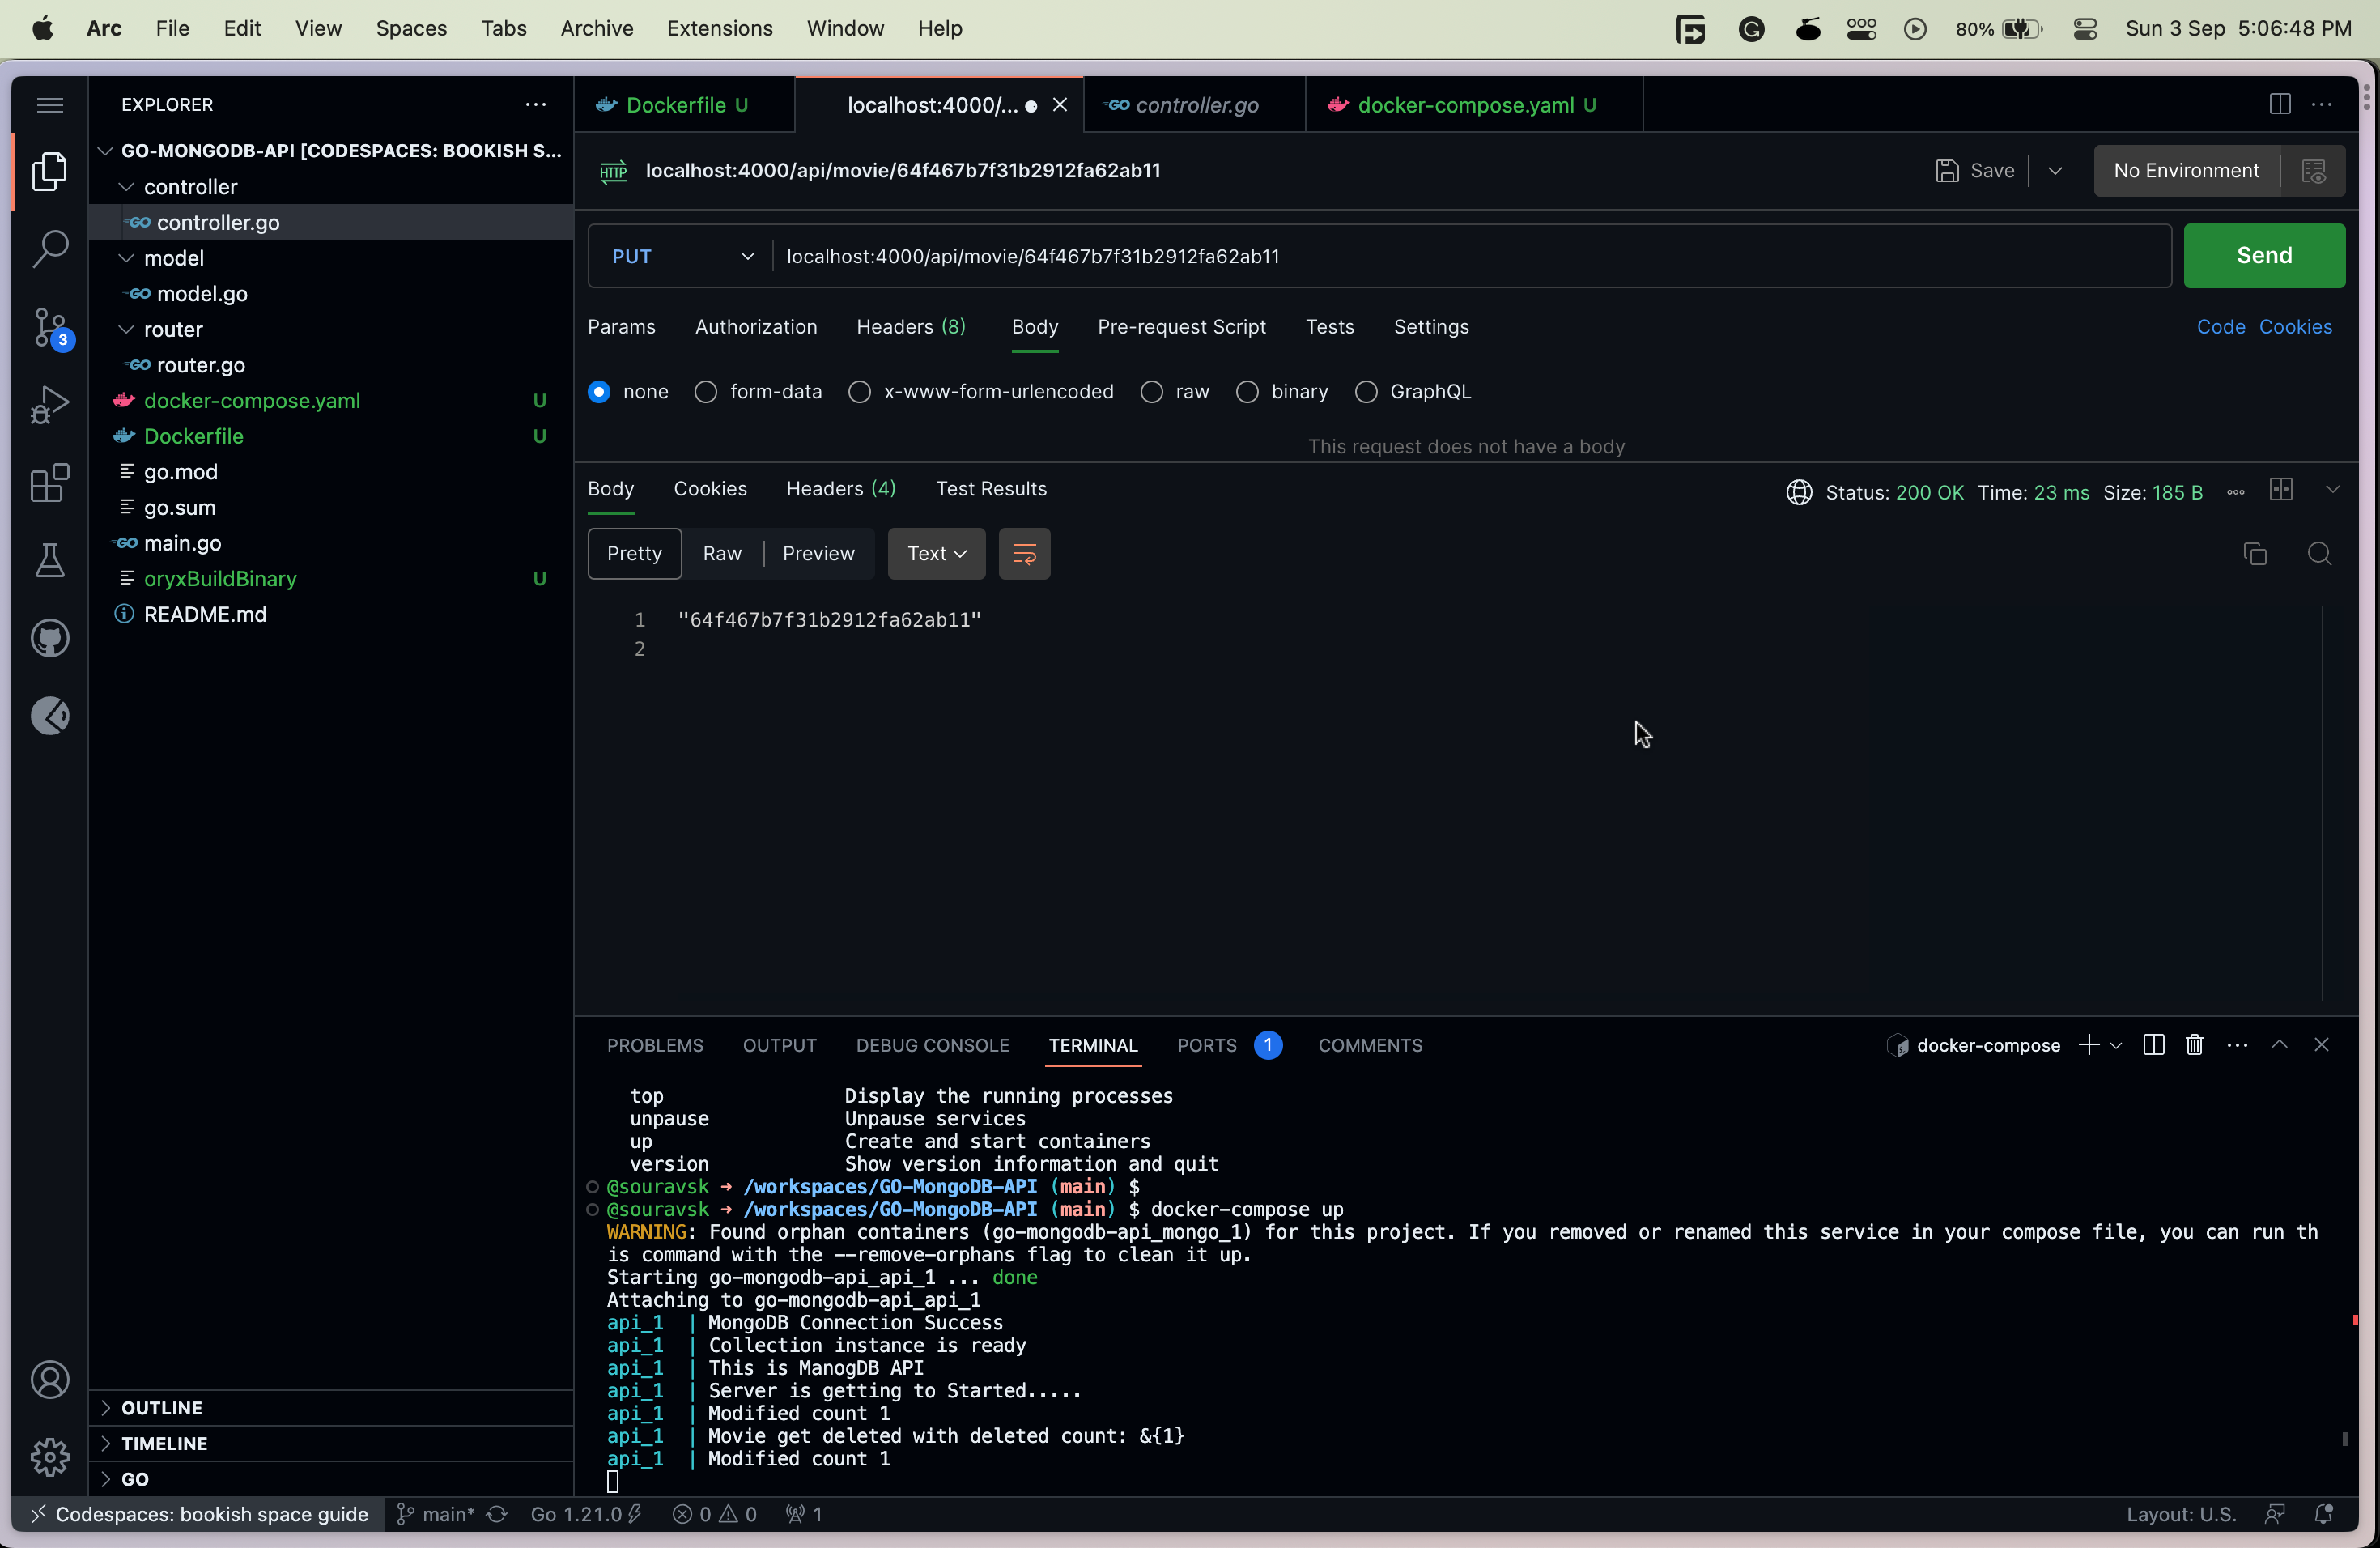 Arc File Edit View Spaces Tabs Archive Extensions Window Help 80% Sun 3 Sep 5:06:48 PM
EXPLORER
GO-MONGODB-API [CODESPACES: BOOKISH S...
controller
GO controller.go
model
GO model.go
router
GO router.go
docker-compose.yaml U
Dockerfile U
go.mod
go.sum
GO main.go
oryxBuildBinary U
README.md
3
OUTLINE
TIMELINE
GO
Dockerfile U localhost:4000/... GO controller.go docker-compose.yaml U
HTTP localhost:4000/api/movie/64f467b7f31b2912fa62ab11 Save No Environment
PUT localhost:4000/api/movie/64f467b7f31b2912fa62ab11 Send
Params Authorization Headers (8) Body Pre-request Script Tests Settings Code Cookies
none form-data x-www-form-urlencoded raw binary GraphQL
This request does not have a body
Body Cookies Headers (4) Test Results Status: 200 OK Time: 23 ms Size: 185 B
Pretty Raw Preview Text
1 "64f467b7f31b2912fa62ab11"
2
PROBLEMS OUTPUT DEBUG CONSOLE TERMINAL PORTS 1 COMMENTS docker-compose
top Display the running processes
unpause Unpause services
up Create and start containers
version Show version information and quit
@souravsk ➜ /workspaces/GO-MongoDB-API (main) $
@souravsk ➜ /workspaces/GO-MongoDB-API (main) $ docker-compose up
WARNING: Found orphan containers (go-mongodb-api_mongo_1) for this project. If you removed or renamed this service in your compose file, you can run th
is command with the --remove-orphans flag to clean it up.
Starting go-mongodb-api_api_1 ... done
Attaching to go-mongodb-api_api_1
api_1 | MongoDB Connection Success
api_1 | Collection instance is ready
api_1 | This is ManogDB API
api_1 | Server is getting to Started.....
api_1 | Modified count 1
api_1 | Movie get deleted with deleted count: &{1}
api_1 | Modified count 1
Codespaces: bookish space guide main* Go 1.21.0 0 0 1 Layout: U.S.